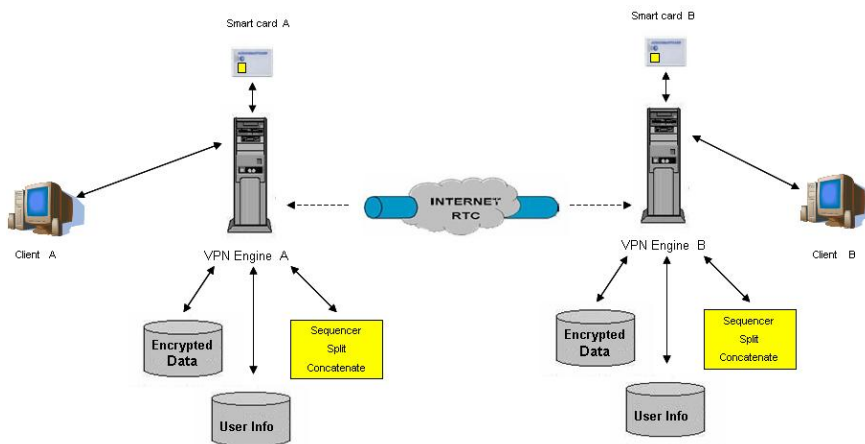 Smart card A
Smart card B
INTERNET
RTC
Client A
VPN Engine A
VPN Engine B
Client B
Encrypted
Data
Sequencer
Split
Concatenate
User Info
Encrypted
Data
Sequencer
Split
Concatenate
User Info